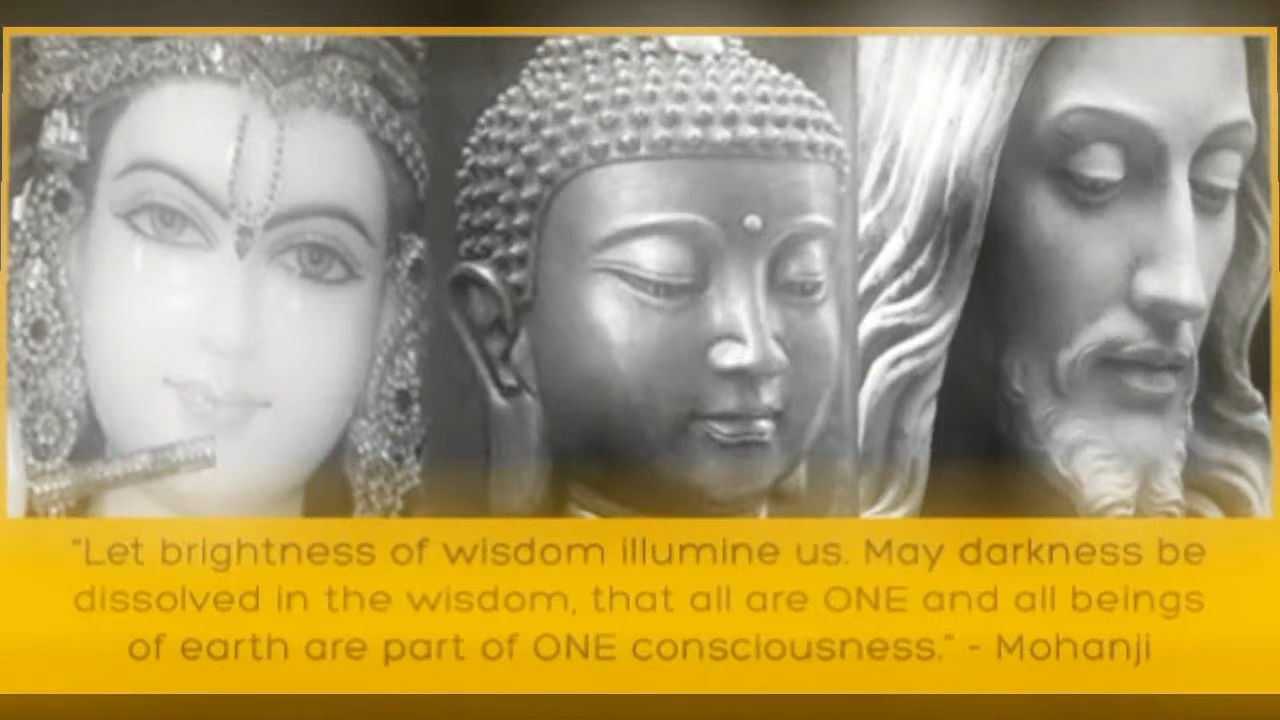 "Let brightness of wisdom illumine us. May darkness be
dissolved in the wisdom, that all are ONE and all beings
of earth are part of ONE consciousness." - Mohanji